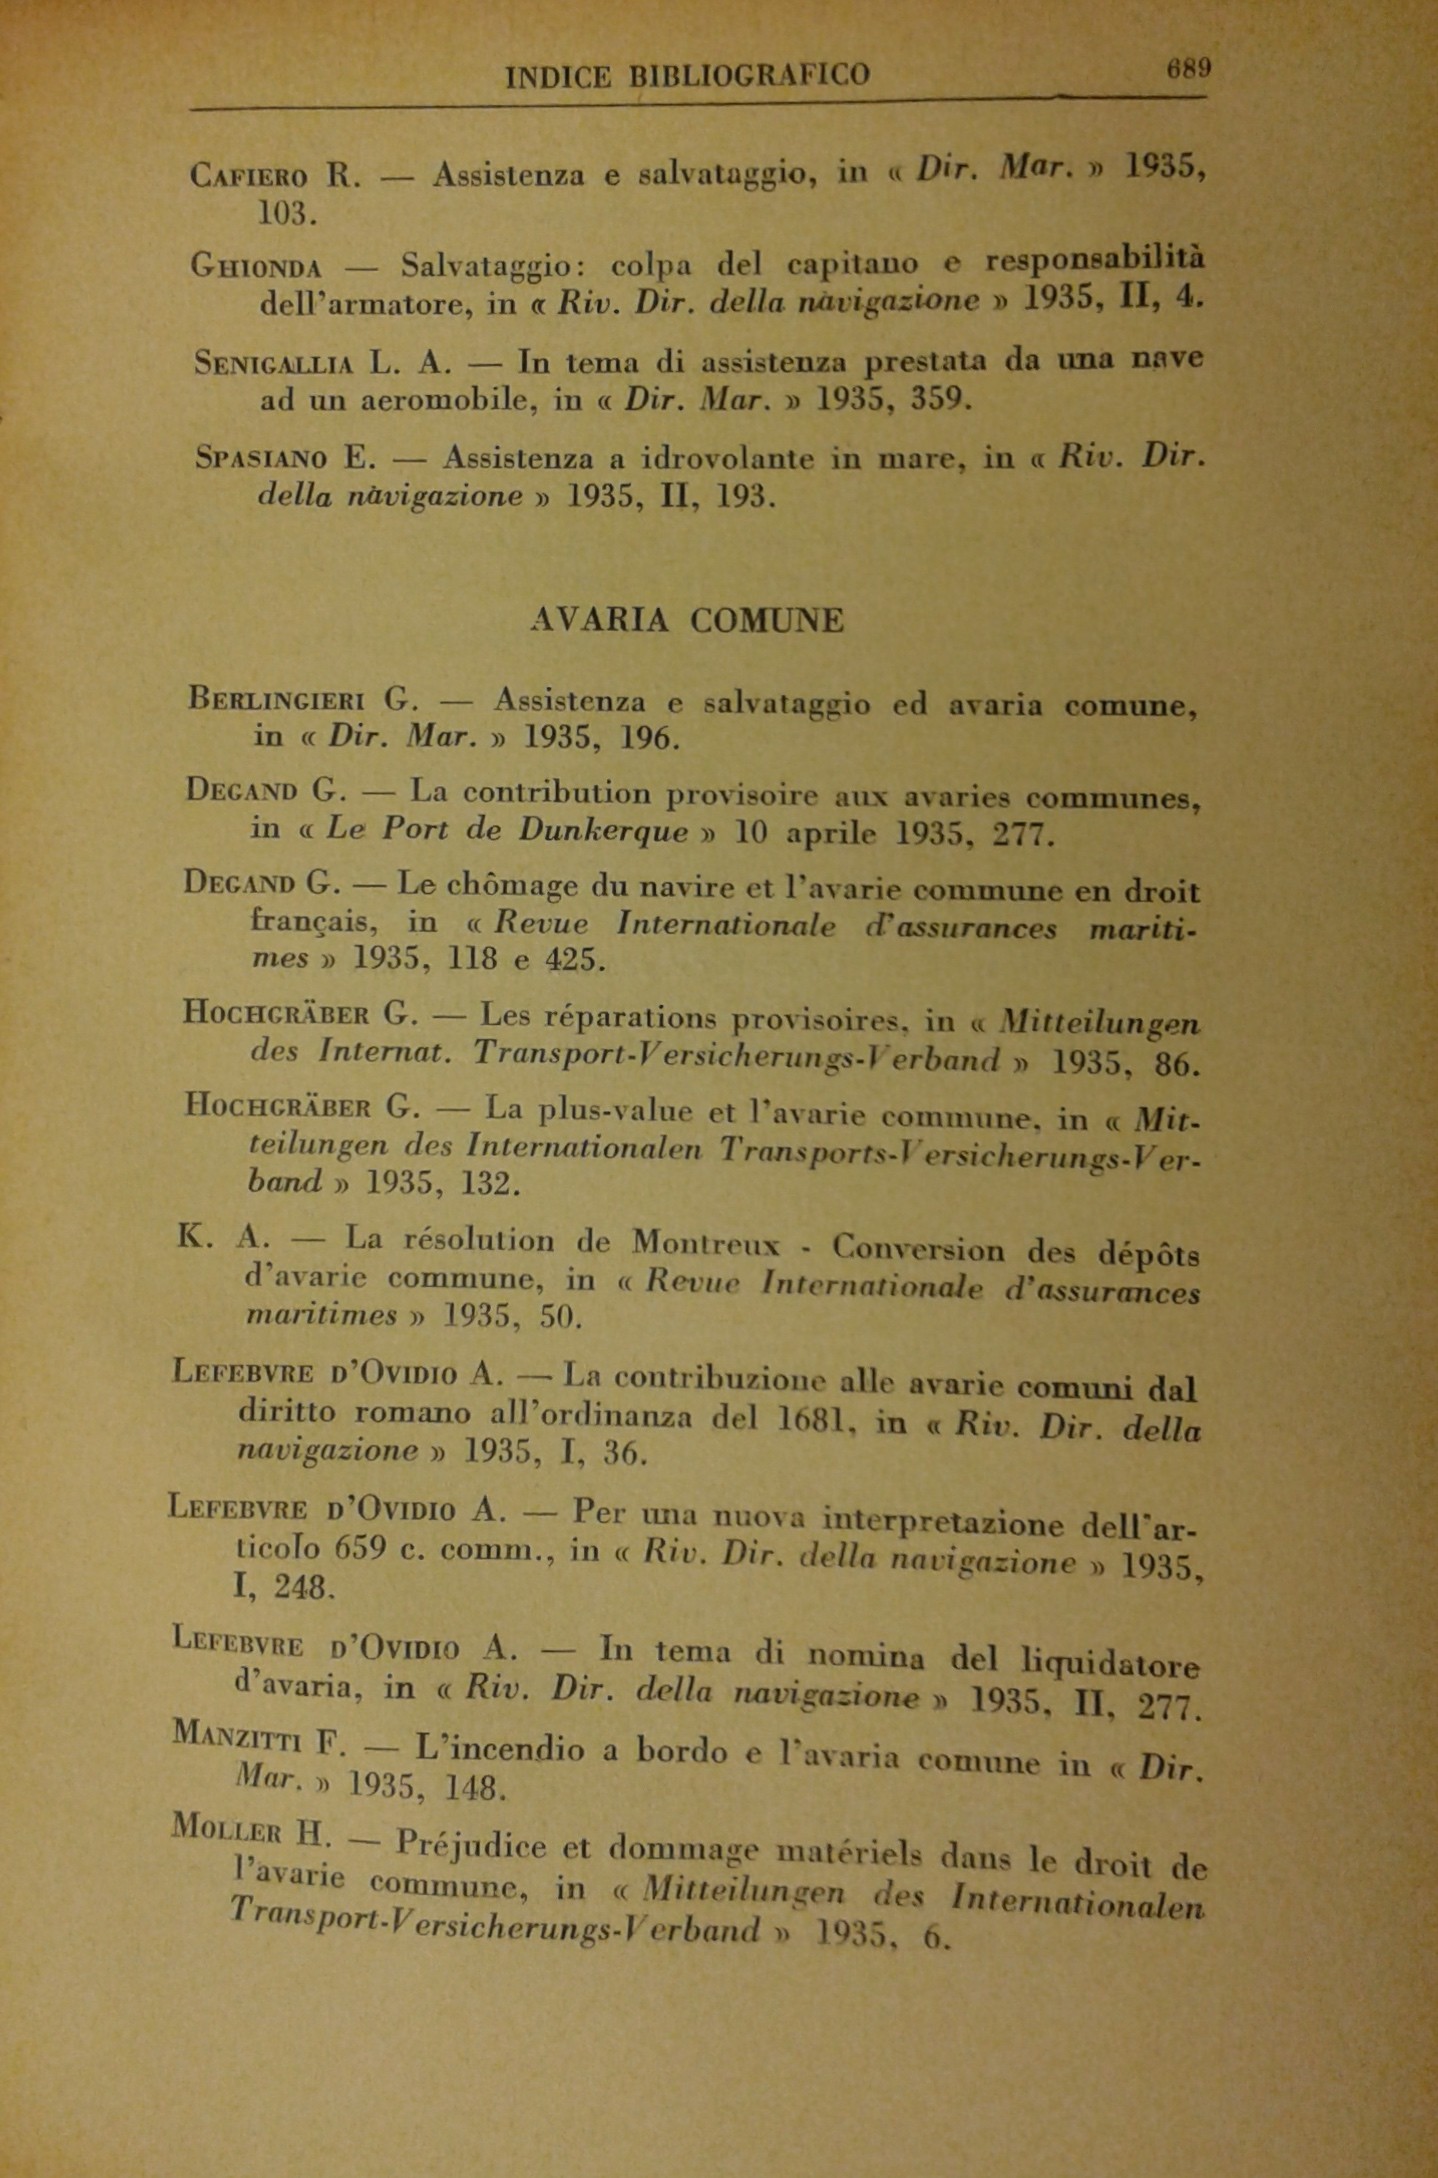 INDICE BIBLIOGRAFICO 689
CAFIERO R. — Assistenza e salvataggio, in « Dir. Mar. » 1935,
103.
GHIONDA — Salvataggio: colpa del capitano e responsabilità
dell'armatore, in « Riv. Dir. della nàvigazione » 1935, II, 4.
SENIGALLIA L. A. — In tema di assistenza prestata da una nave
ad un aeromobile, in « Dir. Mar. » 1935, 359.
SPASIANO E. — Assistenza a idrovolante in mare, in « Riv. Dir.
della nàvigazione » 1935, II, 193.
AVARIA COMUNE
BERLINGIERI G. — Assistenza e salvataggio ed avaria comune,
in « Dir. Mar. » 1935, 196.
DEGAND G. — La contribution provisoire aux avaries communes,
in « Le Port de Dunkerque » 10 aprile 1935, 277.
DEGAND G. — Le chômage du navire et l'avarie commune en droit
français, in « Revue Internationale d'assurances mariti-
mes » 1935, 118 e 425.
HOCHGRÄBER G. — Les réparations provisoires, in « Mitteilungen
des Internat. Transport-Versicherungs-Verband » 1935, 86.
HOCHGRÄBER G. — La plus-value et l'avarie commune, in « Mit-
teilungen des Internationalen Transports-Versicherungs-Ver-
band » 1935, 132.
K. A. — La résolution de Montreux - Conversion des dépôts
d'avarie commune, in « Revue Internationale d'assurances
maritimes » 1935, 50.
LEFEBVRE D'OVIDIO A. — La contribuzione alle avarie comuni dal
diritto romano all'ordinanza del 1681, in « Riv. Dir. della
navigazione » 1935, I, 36.
LEFEBVRE D'OVIDIO A. — Per una nuova interpretazione dell'ar-
ticolo 659 c. comm., in « Riv. Dir. della navigazione » 1935,
I, 248.
LEFEBVRE D'OVIDIO A. — In tema di nomina del liquidatore
d'avaria, in « Riv. Dir. della navigazione » 1935, II, 277.
MANZITTI F. — L'incendio a bordo e l'avaria comune in « Dir.
Mar. » 1935, 148.
MOLLER H. — Préjudice et dommage matériels dans le droit de
l'avarie commune, in « Mitteilungen des Internationalen
Transport-Versicherungs-Verband » 1935, 6.